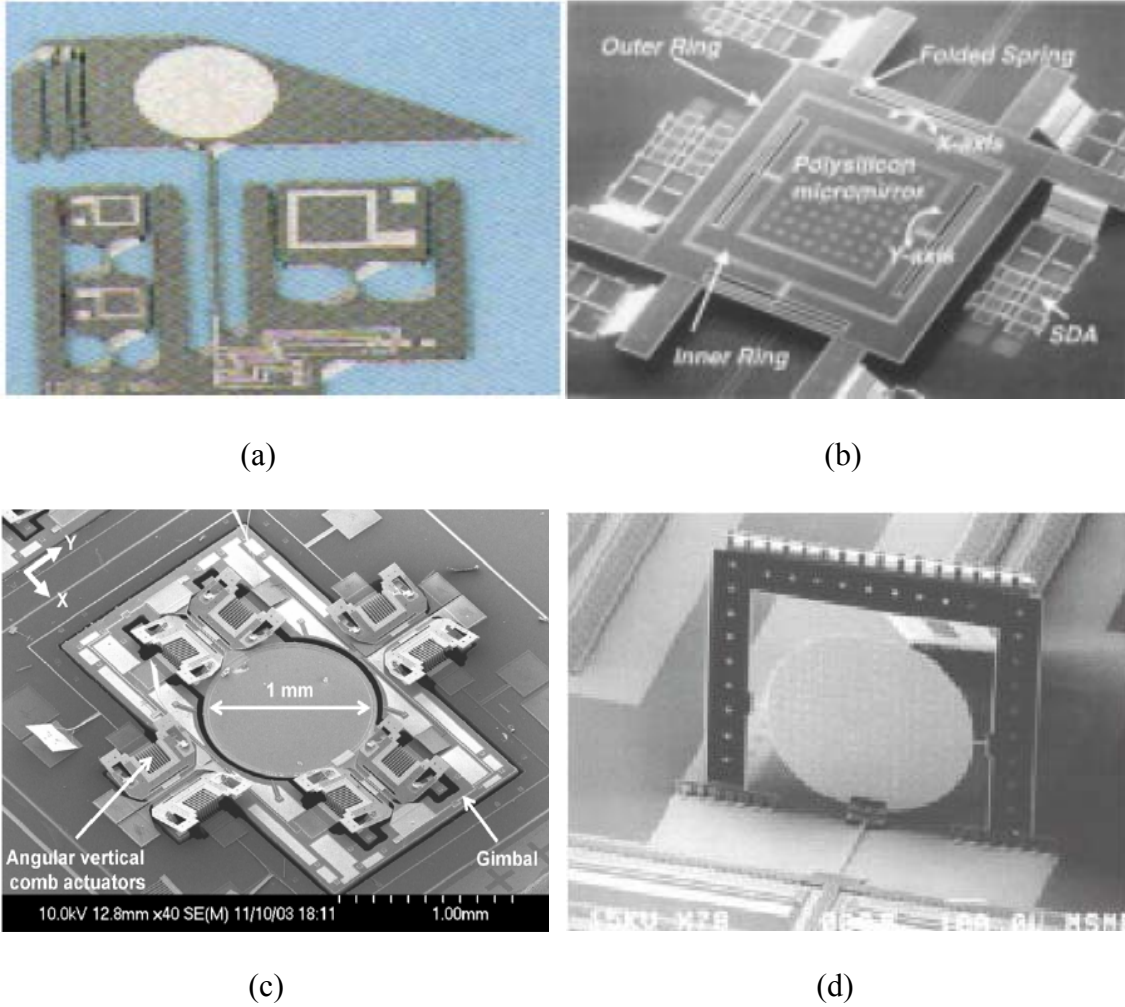 Outer Ring
Folded Spring
X-axis
Polysilicon
micromirror
Y-axis
SDA
Inner Ring
(a)
(b)
Y
X
1 mm
Angular vertical
comb actuators
Gimbal
10.0kV 12.8mm x40 SE(M) 11/10/03 18:11
1.00mm
(c)
(d)